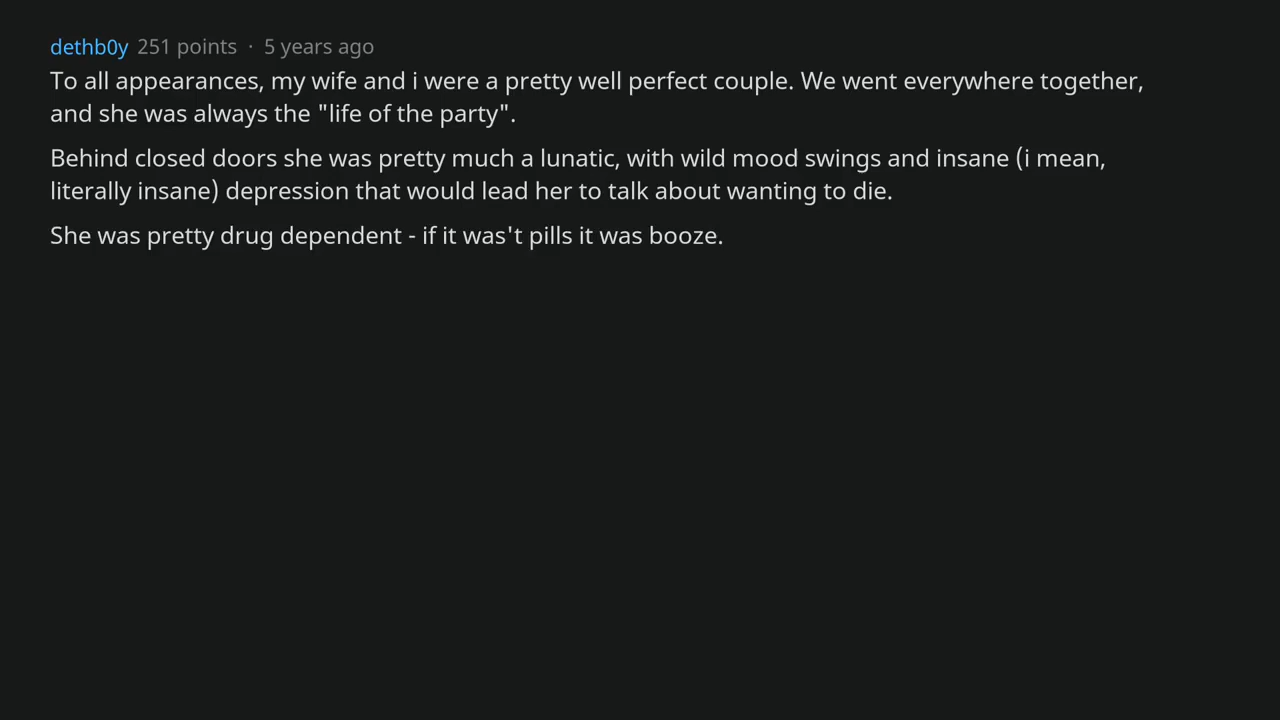 dethb0y 251 points · 5 years ago
To all appearances, my wife and i were a pretty well perfect couple. We went everywhere together,
and she was always the "life of the party".
Behind closed doors she was pretty much a lunatic, with wild mood swings and insane (i mean,
literally insane) depression that would lead her to talk about wanting to die.
She was pretty drug dependent - if it was't pills it was booze.